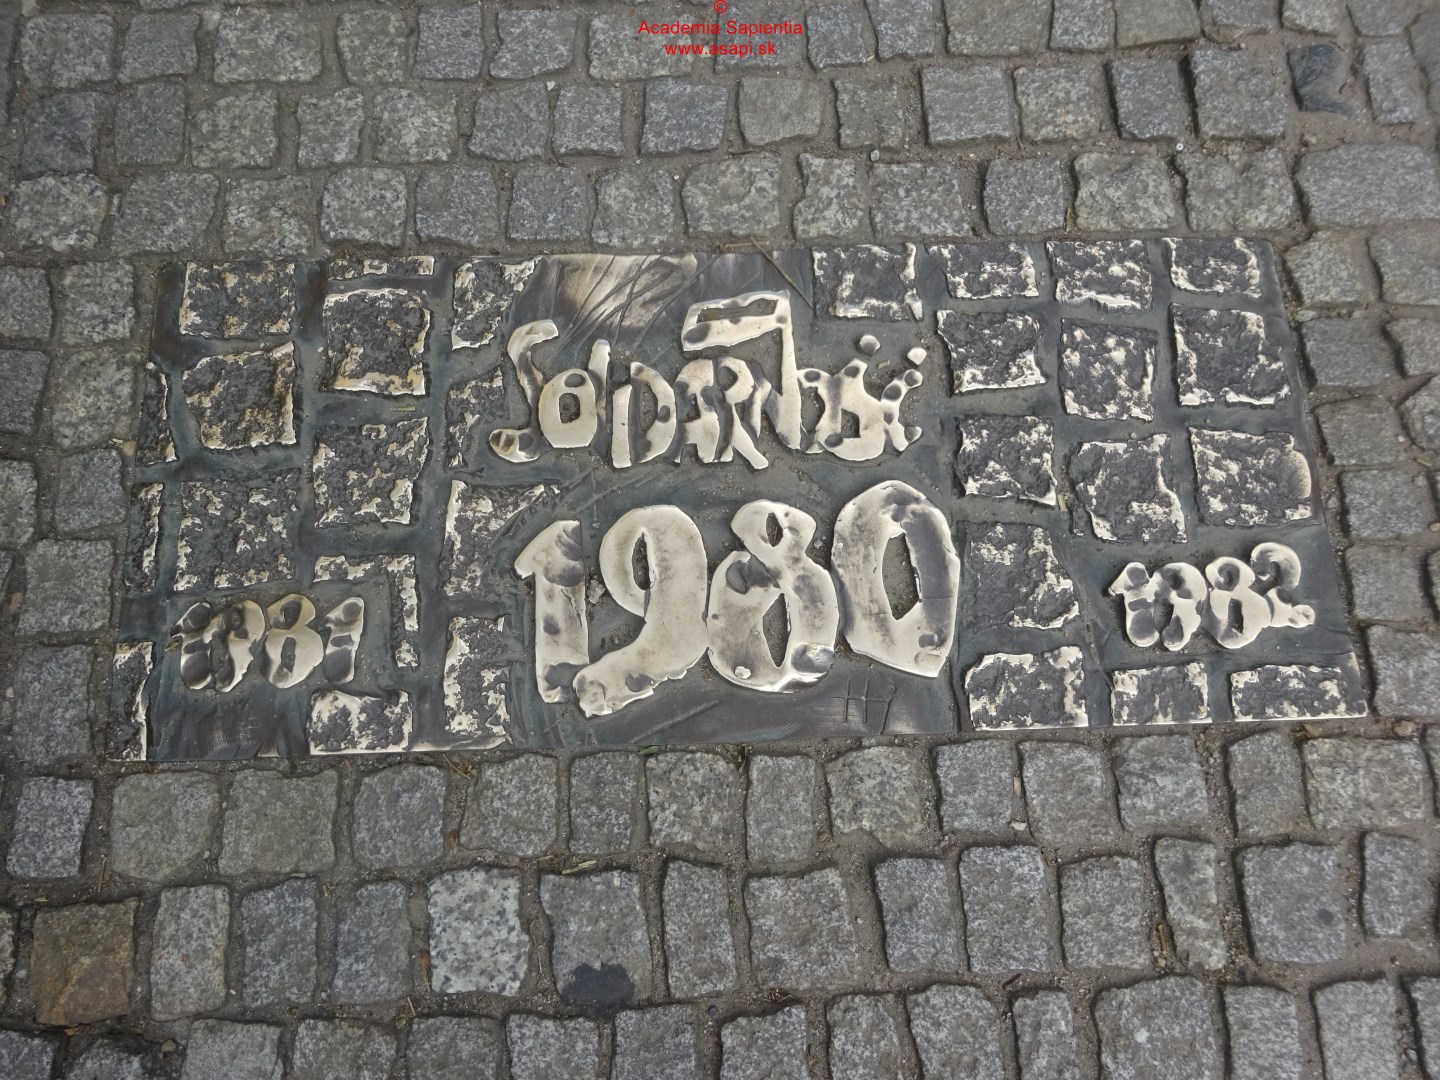 ©
Academia Sapientia
www.asapi.sk
SOLIDARNOŚĆ
1980
1981
1982